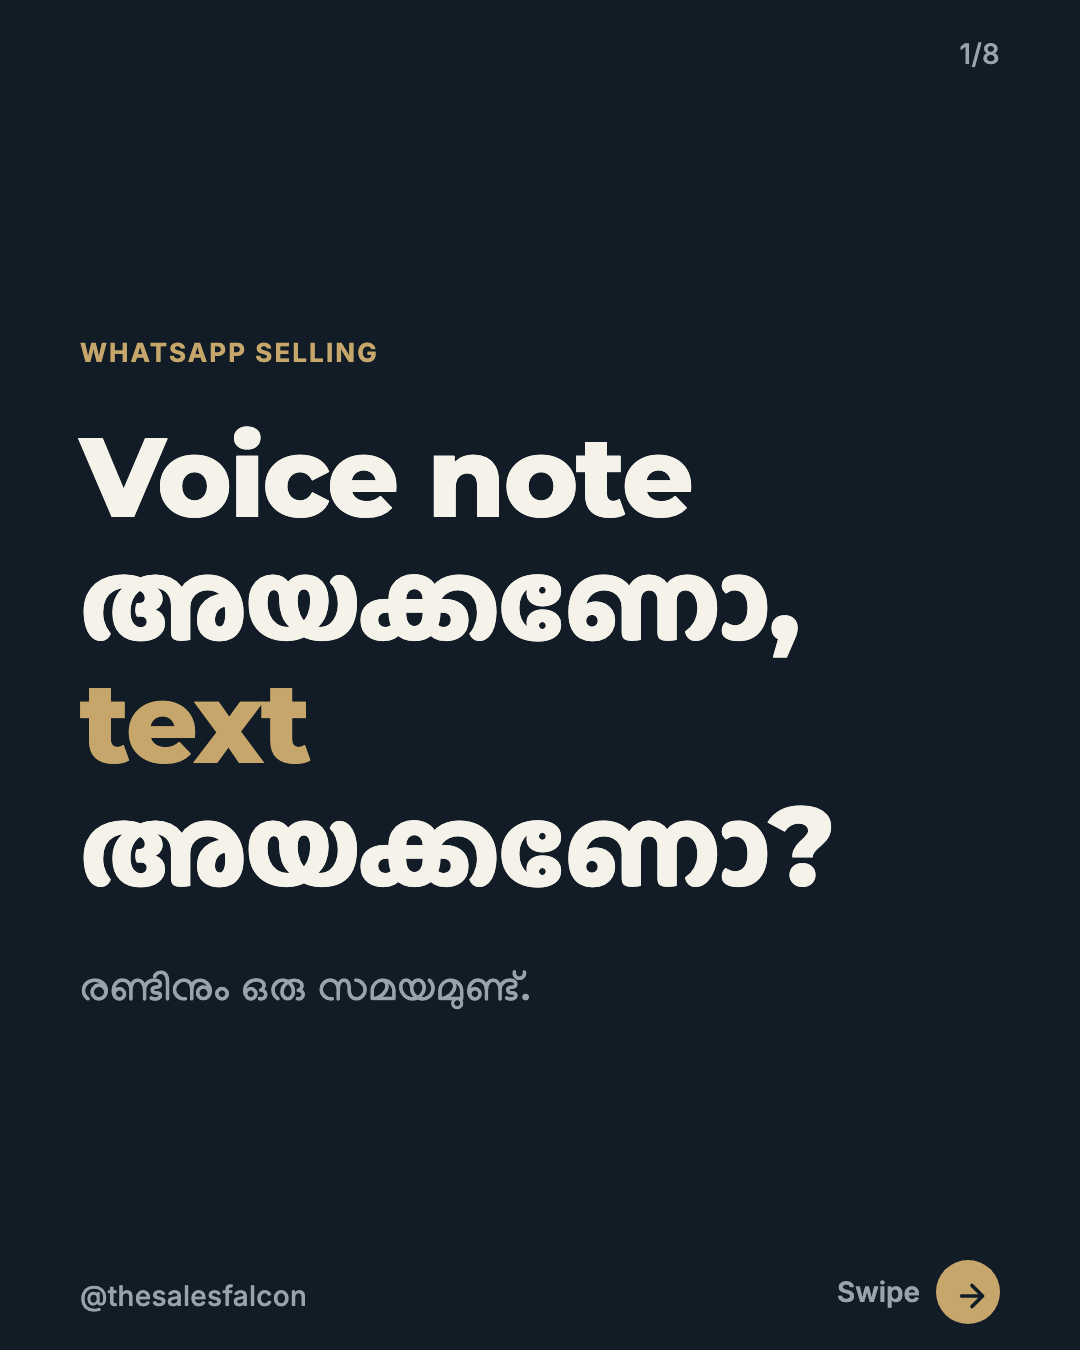 1/8
WHATSAPP SELLING
Voice note
അയക്കണോ,
text
അയക്കണോ?
രണ്ടിനും ഒരു സമയമുണ്ട്.
@thesalesfalcon
Swipe